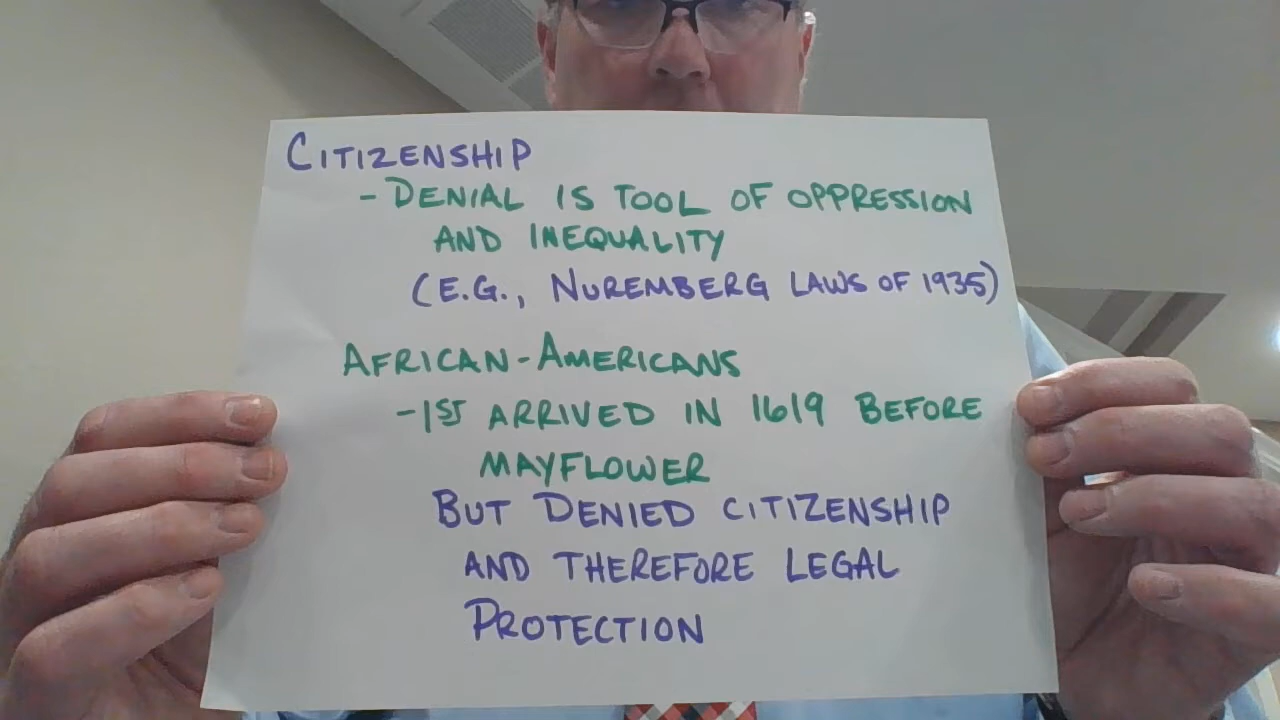 CITIZENSHIP
- DENIAL IS TOOL OF OPPRESSION
AND INEQUALITY
(E.G., NUREMBERG LAWS OF 1935)
AFRICAN-AMERICANS
- 1ST ARRIVED IN 1619 BEFORE
MAYFLOWER
BUT DENIED CITIZENSHIP
AND THEREFORE LEGAL
PROTECTION